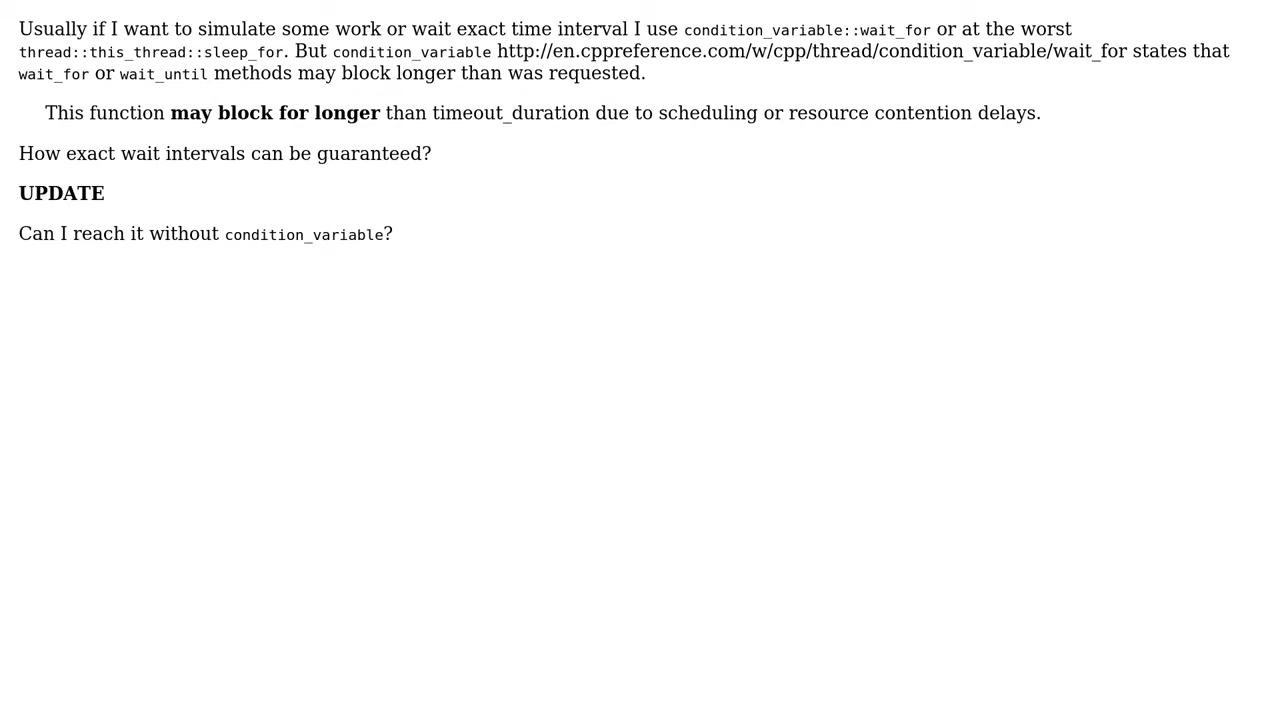 Usually if I want to simulate some work or wait exact time interval I use condition_variable::wait_for or at the worst
thread::this_thread::sleep_for. But condition_variable http://en.cppreference.com/w/cpp/thread/condition_variable/wait_for states that
wait_for or wait_until methods may block longer than was requested.
This function may block for longer than timeout_duration due to scheduling or resource contention delays.
How exact wait intervals can be guaranteed?
UPDATE
Can I reach it without condition_variable?